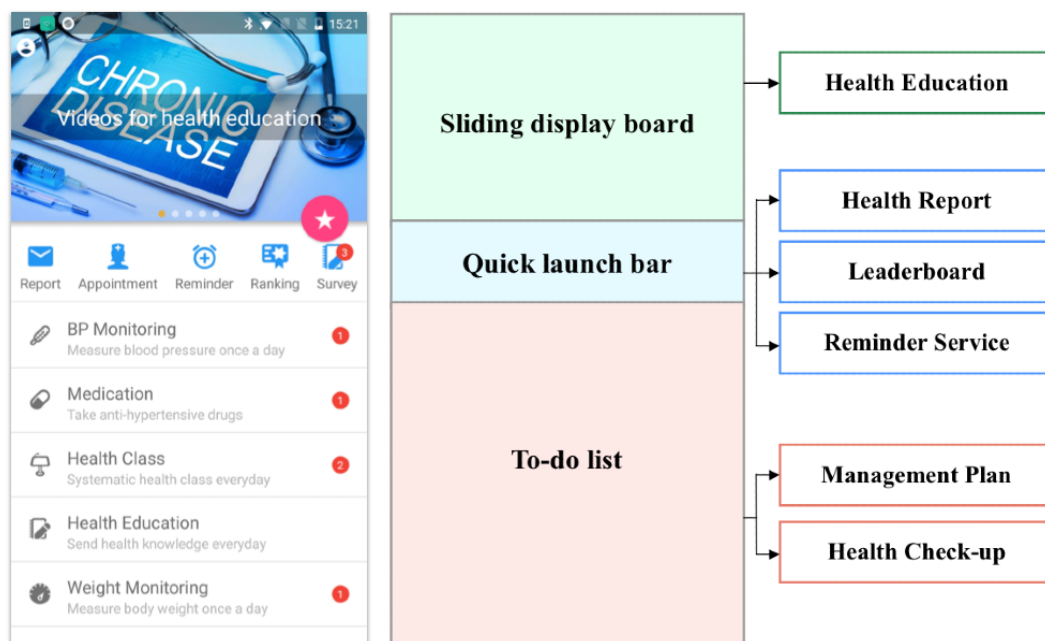 15:21
CHRONIC
DISEASE
Videos for health education
Report Appointment Reminder Ranking Survey
3
BP Monitoring
Measure blood pressure once a day
1
Medication
Take anti-hypertensive drugs
1
Health Class
Systematic health class everyday
2
Health Education
Send health knowledge everyday
Weight Monitoring
Measure body weight once a day
1
Sliding display board
Quick launch bar
To-do list
Health Education
Health Report
Leaderboard
Reminder Service
Management Plan
Health Check-up